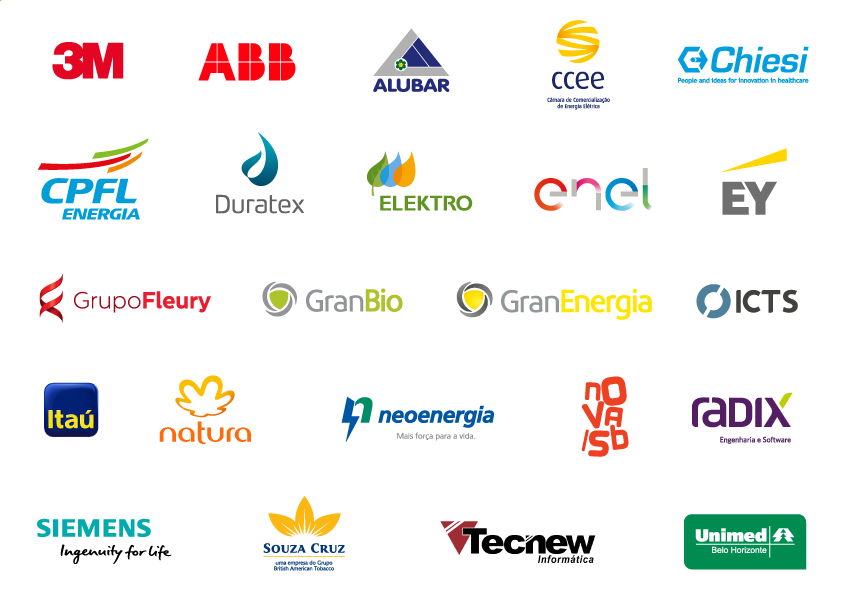 3M
ABB
ALUBAR
ccee
Câmara de Comercialização
de Energia Elétrica
Chiesi
People and ideas for innovation in healthcare
CPFL
ENERGIA
Duratex
ELEKTRO
enel
EY
GrupoFleury
GranBio
GranEnergia
ICTS
Itaú
natura
neoenergia
Mais força para a vida.
nova/sb
RADIX
Engenharia e Software
SIEMENS
Ingenuity for life
SOUZA CRUZ
uma empresa do Grupo
British American Tobacco
Tecnew
Informática
Unimed
Belo Horizonte